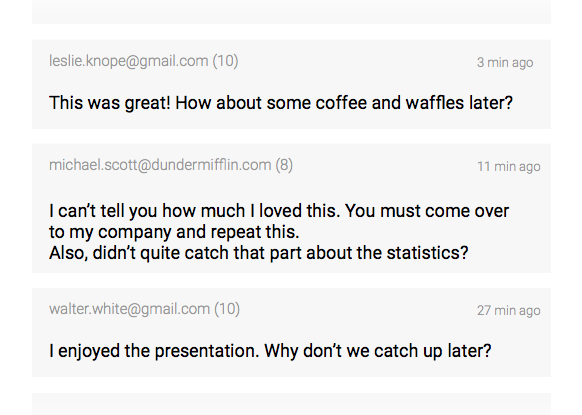 leslie.knope@gmail.com (10)
3 min ago
This was great! How about some coffee and waffles later?
michael.scott@dundermifflin.com (8)
11 min ago
I can’t tell you how much I loved this. You must come over
to my company and repeat this.
Also, didn’t quite catch that part about the statistics?
walter.white@gmail.com (10)
27 min ago
I enjoyed the presentation. Why don’t we catch up later?